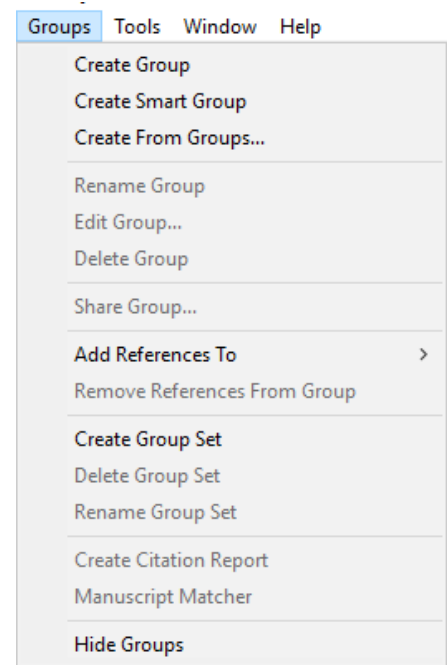 Groups Tools Window Help
Create Group
Create Smart Group
Create From Groups...
Rename Group
Edit Group...
Delete Group
Share Group...
Add References To >
Remove References From Group
Create Group Set
Delete Group Set
Rename Group Set
Create Citation Report
Manuscript Matcher
Hide Groups